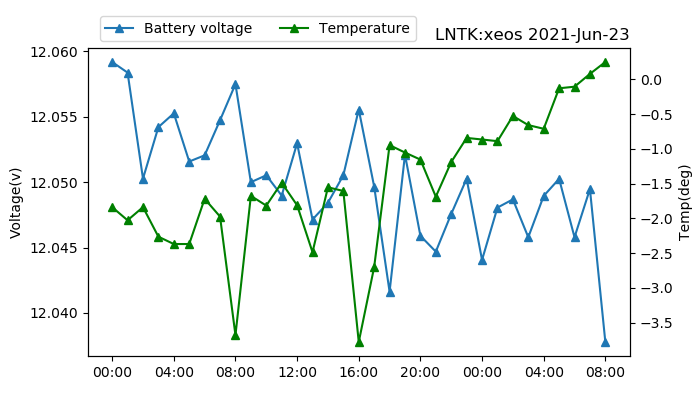 Battery voltage Temperature
LNTK:xeos 2021-Jun-23
Voltage(v)
12.060
12.055
12.050
12.045
12.040
0.0
−0.5
−1.0
−1.5
−2.0
−2.5
−3.0
−3.5
Temp(deg)
00:00 04:00 08:00 12:00 16:00 20:00 00:00 04:00 08:00